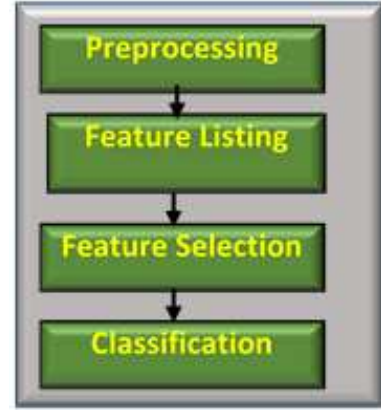 Preprocessing
Feature Listing
Feature Selection
Classification